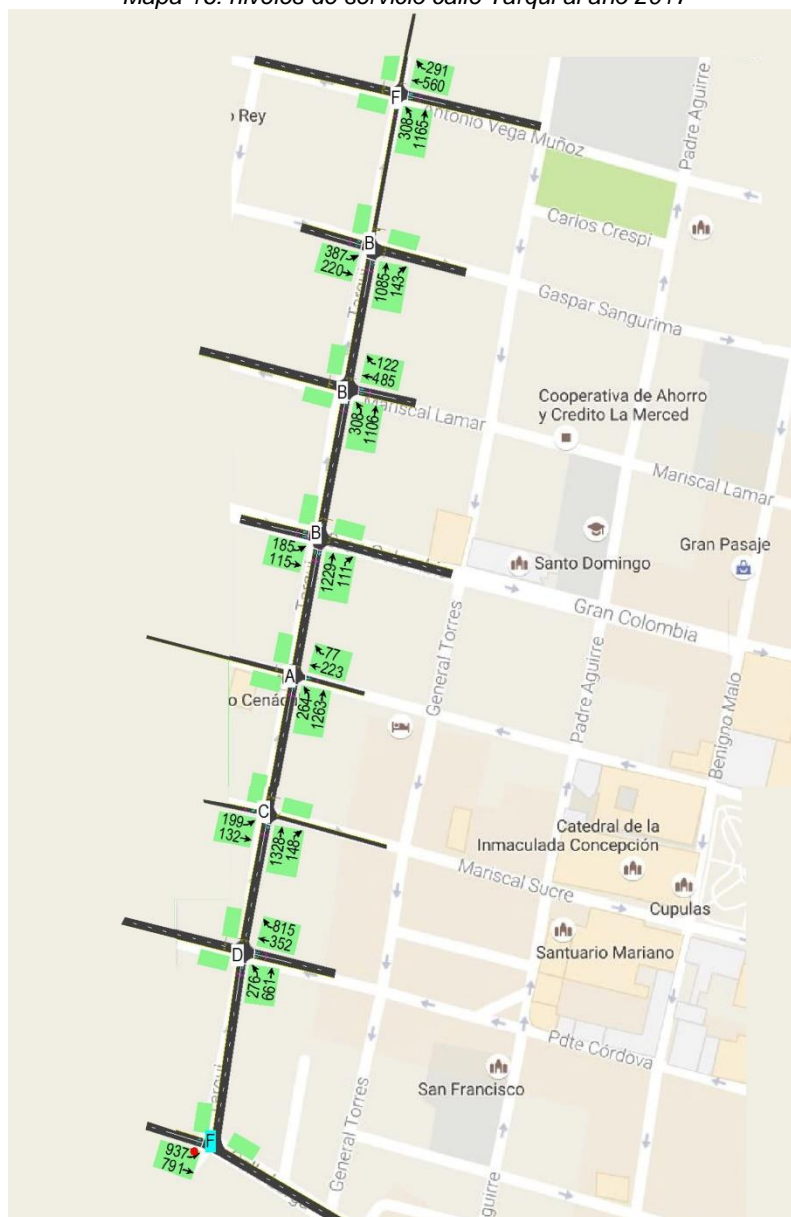 Mapa 15: niveles de servicio calle Tarqui al año 2017
291
560
F
308
1165
Antonio Vega Muñoz
Rey
Padre Aguirre
Carlos Crespi
B
387
220
1085
143
Tarqui
Gaspar Sangurima
122
485
B
308
1106
Mariscal Lamar
Cooperativa de Ahorro
y Credito La Merced
Mariscal Lamar
B
185
115
1229
111
Tarqui
Santo Domingo
Gran Pasaje
Gran Colombia
77
223
A
264
1263
o Cenác
General Torres
Padre Aguirre
Benigno Malo
C
199
132
1328
148
Catedral de la
Inmaculada Concepción
Mariscal Sucre
Cupulas
815
352
D
276
661
Santuario Mariano
Pdte Córdova
San Francisco
General Torres
F
937
791
guirre